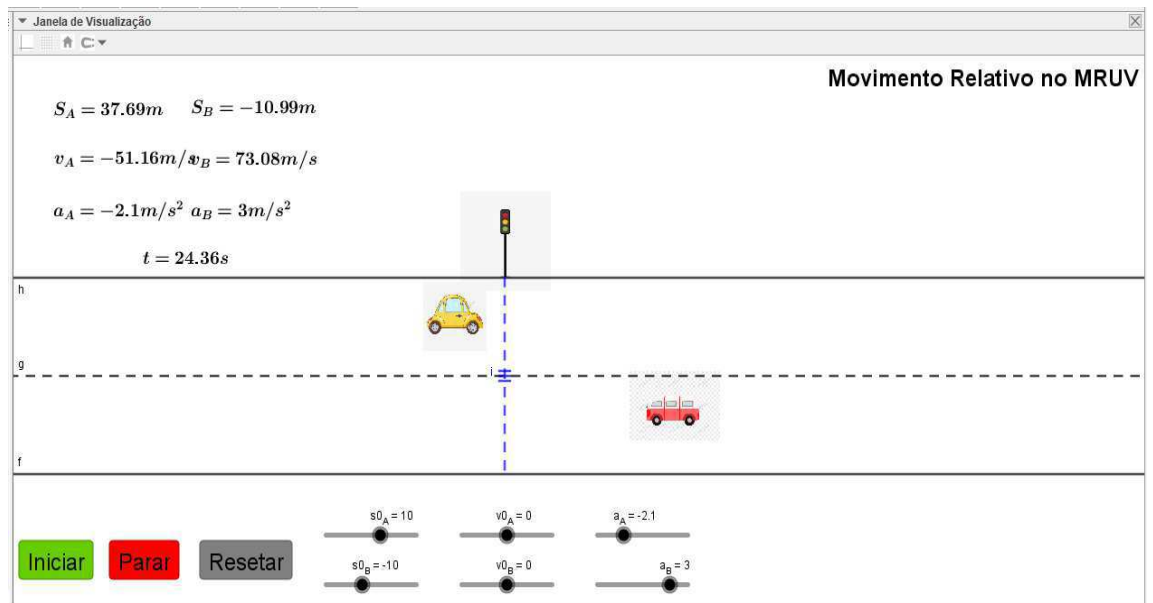 Janela de Visualização
Movimento Relativo no MRUV
S_A = 37.69m S_B = −10.99m
v_A = −51.16m/s v_B = 73.08m/s
a_A = −2.1m/s² a_B = 3m/s²
t = 24.36s
h
g
i
f
s0_A = 10 v0_A = 0 a_A = -2.1
Iniciar Parar Resetar
s0_B = -10 v0_B = 0 a_B = 3